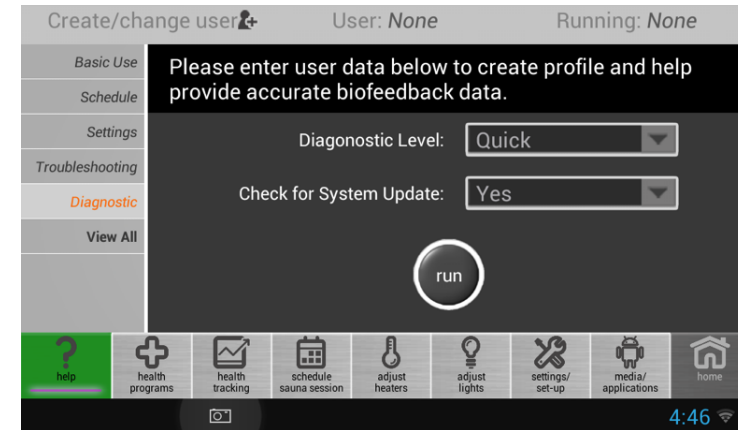 Create/change user
User: None
Running: None
Basic Use
Schedule
Settings
Troubleshooting
Diagnostic
View All
Please enter user data below to create profile and help
provide accurate biofeedback data.
Diagonostic Level:
Quick
Check for System Update:
Yes
run
help
health
programs
health
tracking
schedule
sauna session
adjust
heaters
adjust
lights
settings/
set-up
media/
applications
home
4:46